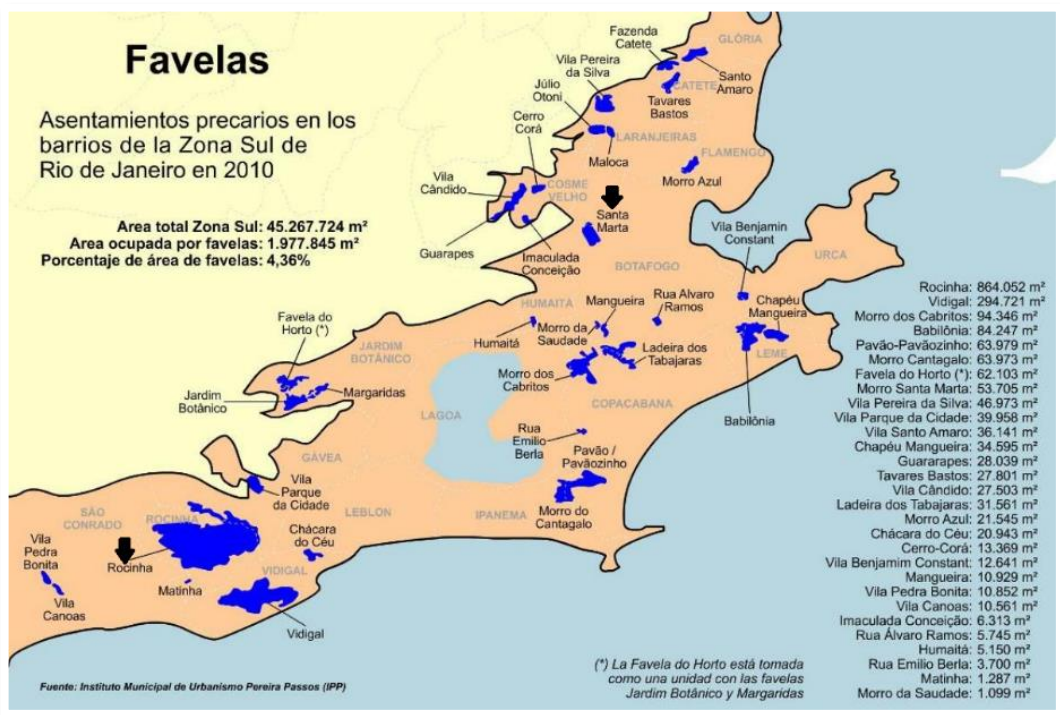 Favelas
Asentamientos precarios en los
barrios de la Zona Sul de
Rio de Janeiro en 2010
Area total Zona Sul: 45.267.724 m²
Area ocupada por favelas: 1.977.845 m²
Porcentaje de área de favelas: 4,36%
Fazenda
Catete
GLÓRIA
Vila Pereira
da Silva
Santo
Amaro
CATETE
Júlio
Otoni
Tavares
Bastos
Cerro
Corá
LARANJEIRAS
Maloca
FLAMENGO
Morro Azul
Vila
Cândido
COSME
VELHO
Santa
Marta
Guarapes
Imaculada
Conceição
Vila Benjamin
Constant
BOTAFOGO
URCA
HUMAITÁ
Mangueira
Rua Alvaro
Ramos
Chapéu
Mangueira
Favela do
Horto (*)
Humaitá
Morro da
Saudade
JARDIM
BOTÂNICO
Ladeira dos
Tabajaras
LEME
Morro dos
Cabritos
Jardim
Botânico
Margaridas
LAGOA
COPACABANA
Babilônia
Rua
Emilio
Berla
GÁVEA
Pavão /
Pavãozinho
Vila
Parque
da Cidade
LEBLON
IPANEMA
Morro do
Cantagalo
SÃO
CONRADO
ROCINHA
Chácara
do Céu
Vila
Pedra
Bonita
Rocinha
VIDIGAL
Matinha
Vila
Canoas
Vidigal
Rocinha: 864.052 m²
Vidigal: 294.721 m²
Morro dos Cabritos: 94.346 m²
Babilônia: 84.247 m²
Pavão-Pavãozinho: 63.979 m²
Morro Cantagalo: 63.973 m²
Favela do Horto (*): 62.103 m²
Morro Santa Marta: 53.705 m²
Vila Pereira da Silva: 46.973 m²
Vila Parque da Cidade: 39.958 m²
Vila Santo Amaro: 36.141 m²
Chapéu Mangueira: 34.595 m²
Guararapes: 28.039 m²
Tavares Bastos: 27.801 m²
Vila Cândido: 27.503 m²
Ladeira dos Tabajaras: 31.561 m²
Morro Azul: 21.545 m²
Chácara do Céu: 20.943 m²
Cerro-Corá: 13.369 m²
Vila Benjamim Constant: 12.641 m²
Mangueira: 10.929 m²
Vila Pedra Bonita: 10.852 m²
Vila Canoas: 10.561 m²
Imaculada Conceição: 6.313 m²
Rua Álvaro Ramos: 5.745 m²
Humaitá: 5.150 m²
Rua Emilio Berla: 3.700 m²
Matinha: 1.287 m²
Morro da Saudade: 1.099 m²
(*) La Favela do Horto está tomada
como una unidad con las favelas
Jardim Botánico y Margaridas
Fuente: Instituto Municipal de Urbanismo Pereira Passos (IPP)